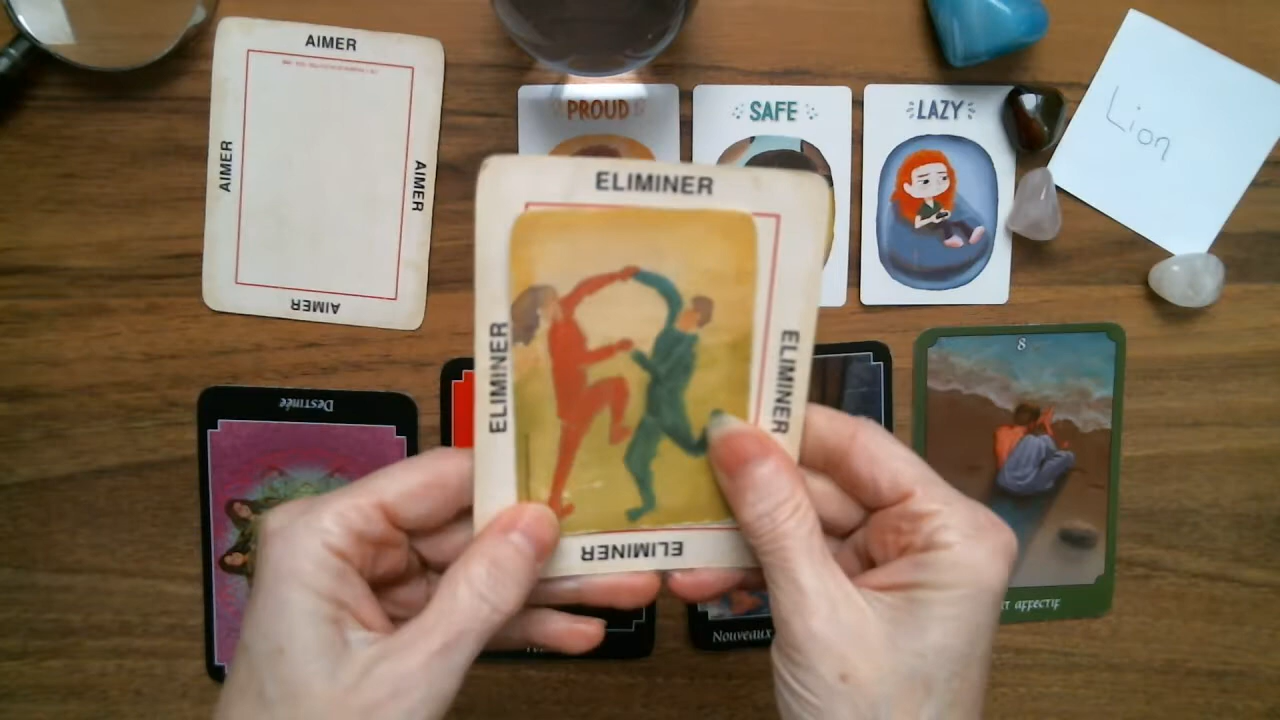 AIMER
AIMER
AIMER
AIMER
PROUD
SAFE
LAZY
Lion
ELIMINER
ELIMINER
ELIMINER
ELIMINER
Destinée
Nouveaux
8
affectif